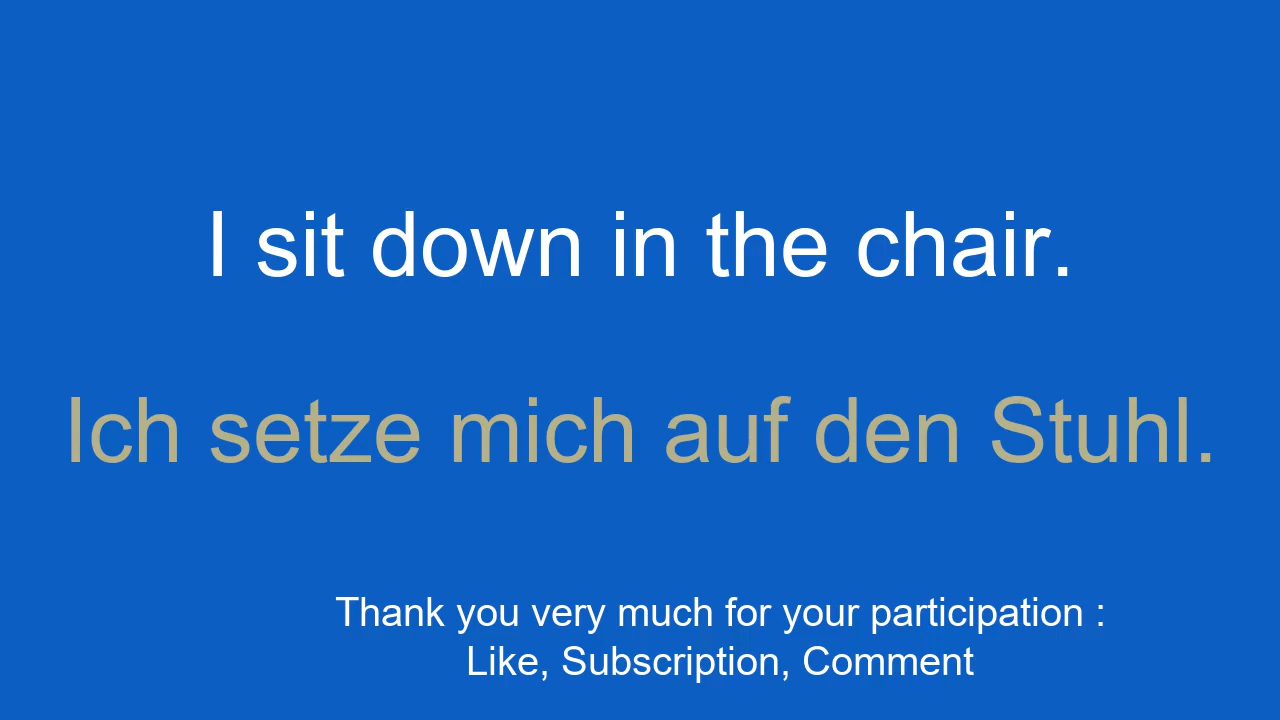 I sit down in the chair.
Ich setze mich auf den Stuhl.
Thank you very much for your participation :
Like, Subscription, Comment